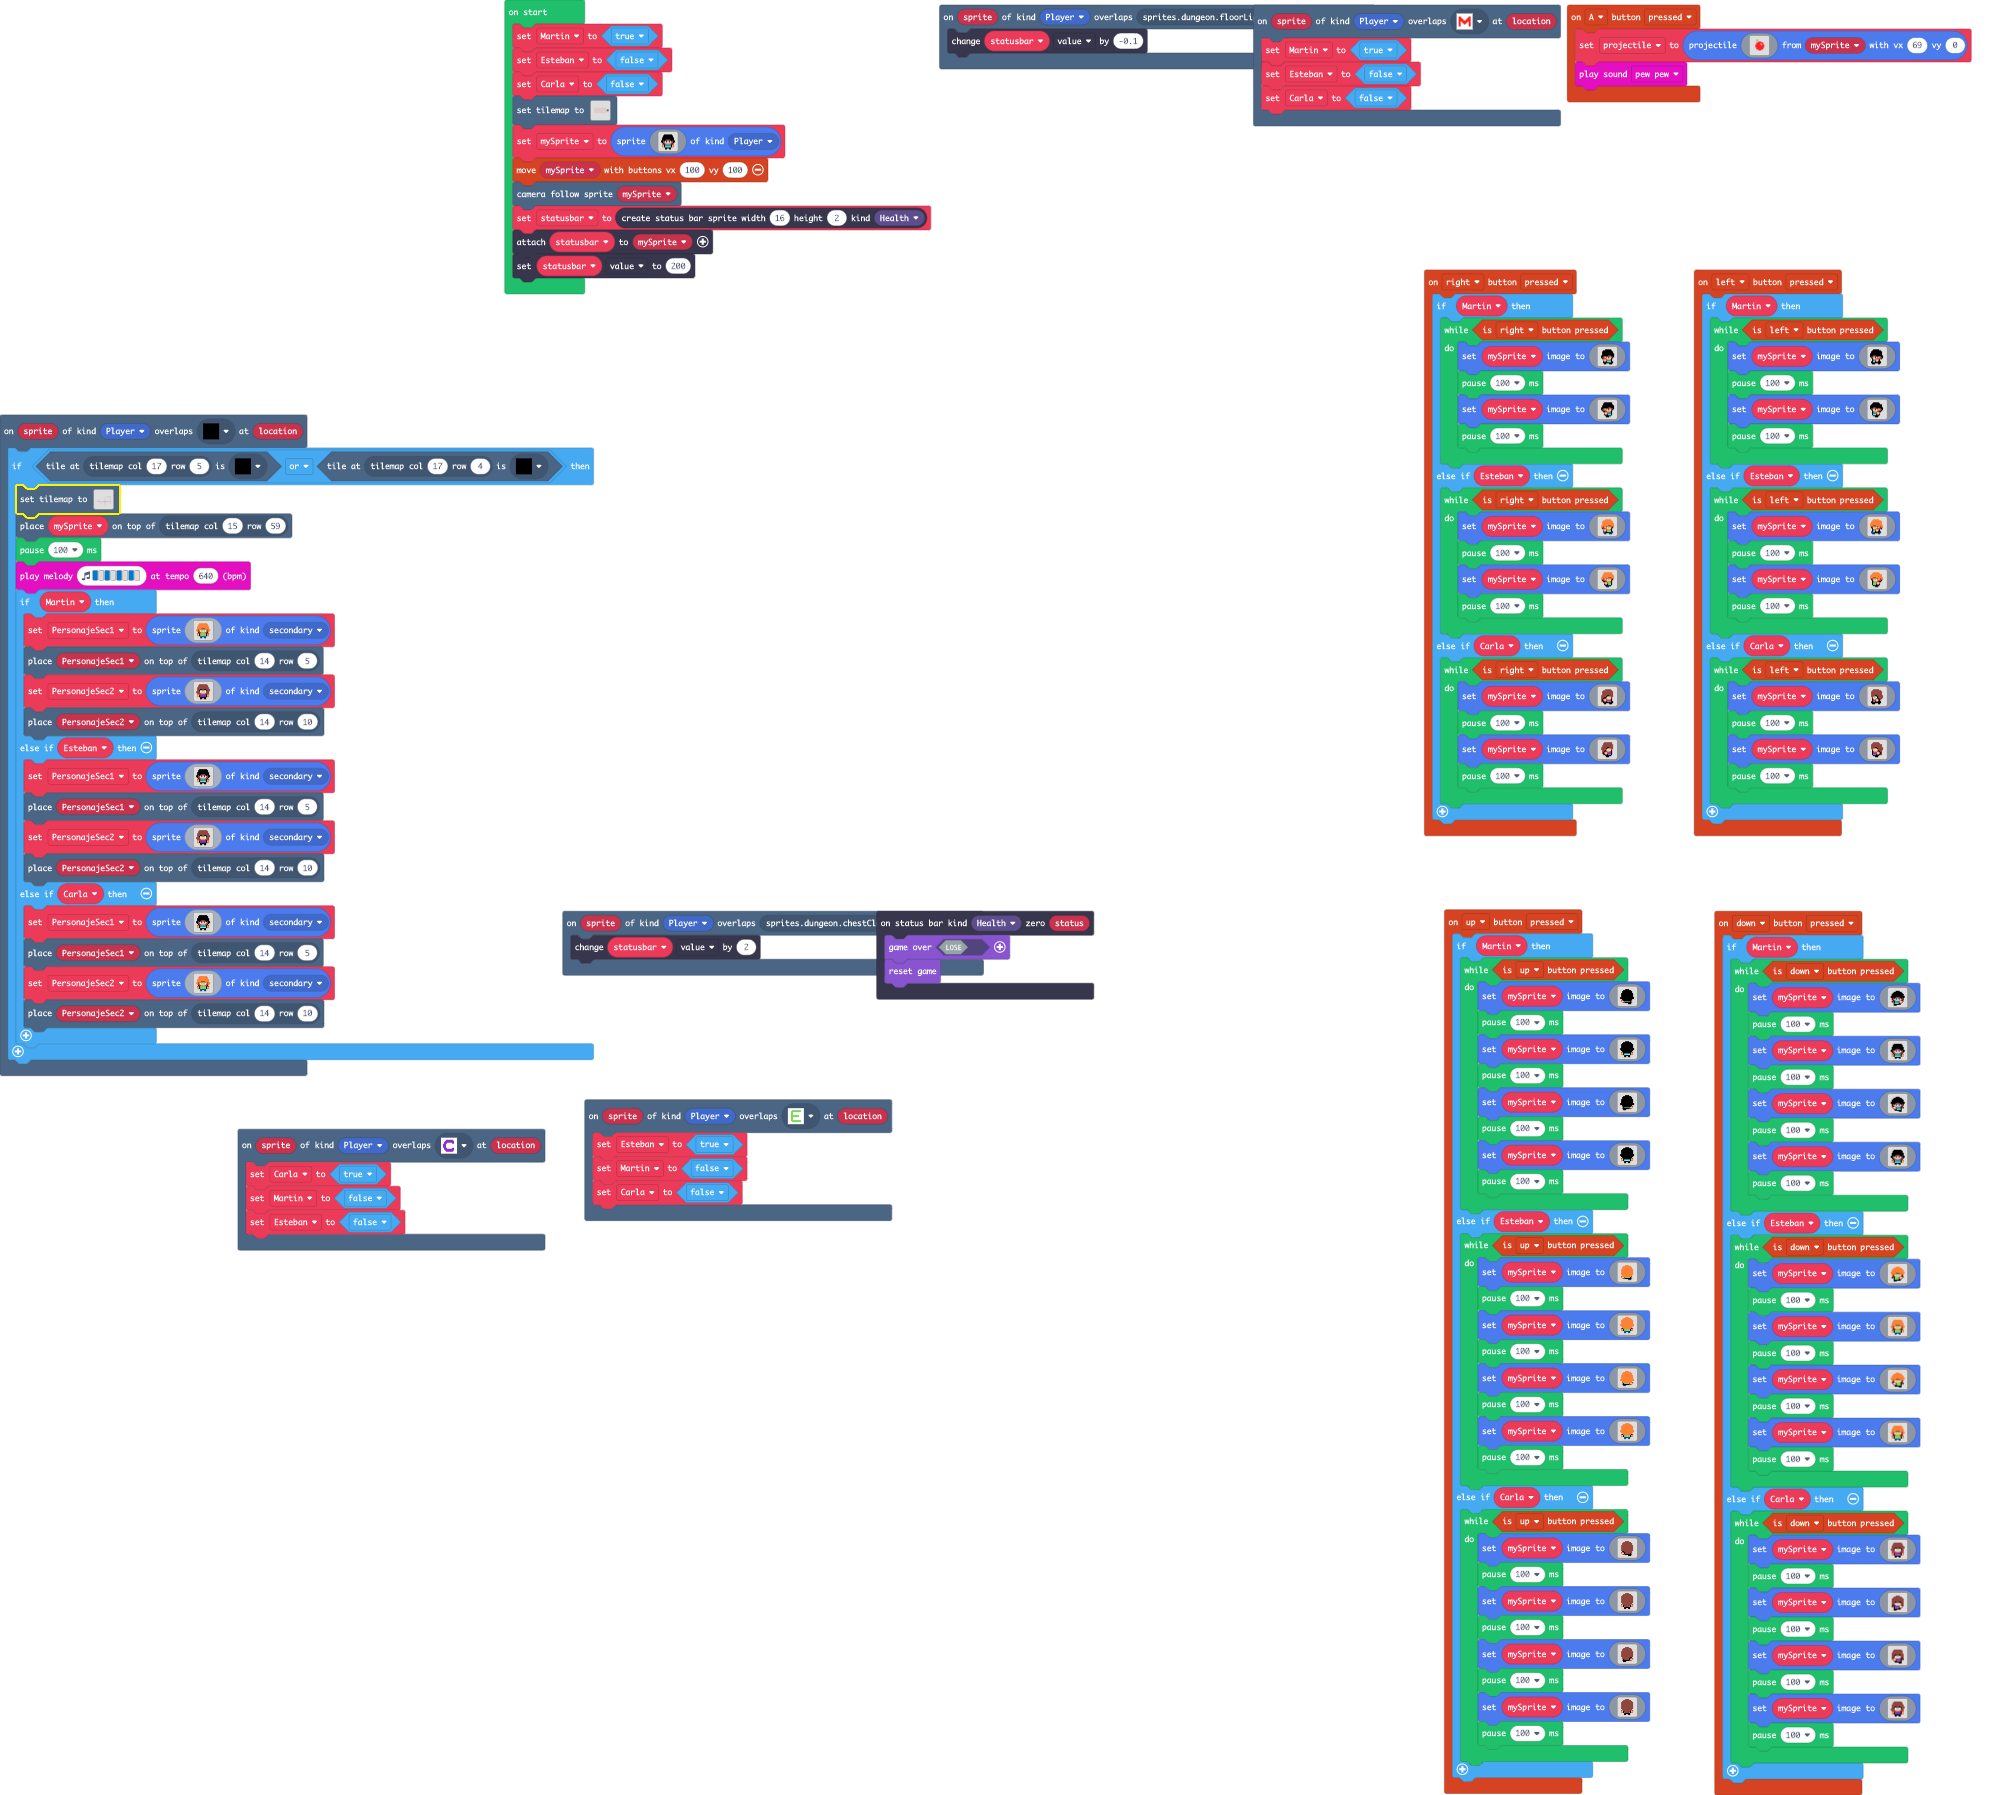 on start
set Martin to true
set Esteban to false
set Carla to false
set tilemap to
set mySprite to sprite of kind Player
move mySprite with buttons vx 100 vy 100
camera follow sprite mySprite
set statusbar to create status bar sprite width 16 height 2 kind Health
attach statusbar to mySprite
set statusbar value to 200
on sprite of kind Player overlaps sprites.dungeon.floorLi
change statusbar value by -0.1
on sprite of kind Player overlaps M at location
set Martin to true
set Esteban to false
set Carla to false
on A button pressed
set projectile to projectile from mySprite with vx 69 vy 0
play sound pew pew
on right button pressed
if Martin then
while is right button pressed
do set mySprite image to
pause 100 ms
set mySprite image to
pause 100 ms
else if Esteban then
while is right button pressed
do set mySprite image to
pause 100 ms
set mySprite image to
pause 100 ms
else if Carla then
while is right button pressed
do set mySprite image to
pause 100 ms
set mySprite image to
pause 100 ms
on left button pressed
if Martin then
while is left button pressed
do set mySprite image to
pause 100 ms
set mySprite image to
pause 100 ms
else if Esteban then
while is left button pressed
do set mySprite image to
pause 100 ms
set mySprite image to
pause 100 ms
else if Carla then
while is left button pressed
do set mySprite image to
pause 100 ms
set mySprite image to
pause 100 ms
on sprite of kind Player overlaps at location
if tile at tilemap col 17 row 5 is or tile at tilemap col 17 row 4 is then
set tilemap to
place mySprite on top of tilemap col 15 row 59
pause 100 ms
play melody at tempo 640 (bpm)
if Martin then
set PersonajeSec1 to sprite of kind secondary
place PersonajeSec1 on top of tilemap col 14 row 5
set PersonajeSec2 to sprite of kind secondary
place PersonajeSec2 on top of tilemap col 14 row 10
else if Esteban then
set PersonajeSec1 to sprite of kind secondary
place PersonajeSec1 on top of tilemap col 14 row 5
set PersonajeSec2 to sprite of kind secondary
place PersonajeSec2 on top of tilemap col 14 row 10
else if Carla then
set PersonajeSec1 to sprite of kind secondary
place PersonajeSec1 on top of tilemap col 14 row 5
set PersonajeSec2 to sprite of kind secondary
place PersonajeSec2 on top of tilemap col 14 row 10
on sprite of kind Player overlaps sprites.dungeon.chestCl
change statusbar value by 2
on status bar kind Health zero status
game over LOSE
reset game
on sprite of kind Player overlaps C at location
set Carla to true
set Martin to false
set Esteban to false
on sprite of kind Player overlaps E at location
set Esteban to true
set Martin to false
set Carla to false
on up button pressed
if Martin then
while is up button pressed
do set mySprite image to
pause 100 ms
set mySprite image to
pause 100 ms
set mySprite image to
pause 100 ms
set mySprite image to
pause 100 ms
else if Esteban then
while is up button pressed
do set mySprite image to
pause 100 ms
set mySprite image to
pause 100 ms
set mySprite image to
pause 100 ms
set mySprite image to
pause 100 ms
else if Carla then
while is up button pressed
do set mySprite image to
pause 100 ms
set mySprite image to
pause 100 ms
set mySprite image to
pause 100 ms
set mySprite image to
pause 100 ms
on down button pressed
if Martin then
while is down button pressed
do set mySprite image to
pause 100 ms
set mySprite image to
pause 100 ms
set mySprite image to
pause 100 ms
set mySprite image to
pause 100 ms
else if Esteban then
while is down button pressed
do set mySprite image to
pause 100 ms
set mySprite image to
pause 100 ms
set mySprite image to
pause 100 ms
set mySprite image to
pause 100 ms
else if Carla then
while is down button pressed
do set mySprite image to
pause 100 ms
set mySprite image to
pause 100 ms
set mySprite image to
pause 100 ms
set mySprite image to
pause 100 ms